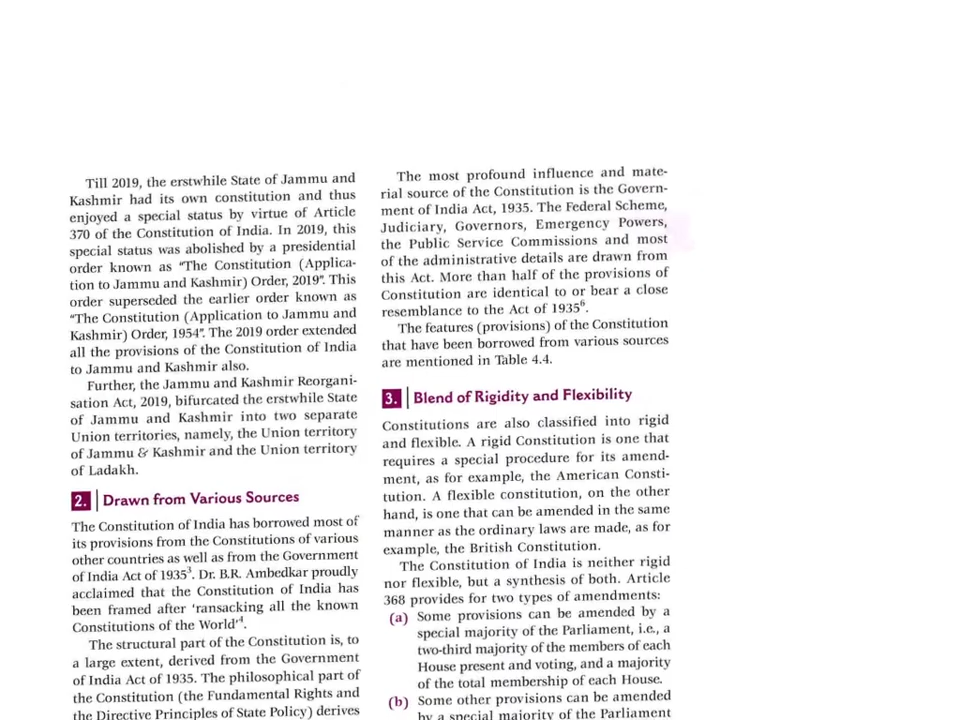 Till 2019, the erstwhile State of Jammu and
Kashmir had its own constitution and thus
enjoyed a special status by virtue of Article
370 of the Constitution of India. In 2019, this
special status was abolished by a presidential
order known as “The Constitution (Applica-
tion to Jammu and Kashmir) Order, 2019”. This
order superseded the earlier order known as
“The Constitution (Application to Jammu and
Kashmir) Order, 1954”. The 2019 order extended
all the provisions of the Constitution of India
to Jammu and Kashmir also.
Further, the Jammu and Kashmir Reorgani-
sation Act, 2019, bifurcated the erstwhile State
of Jammu and Kashmir into two separate
Union territories, namely, the Union territory
of Jammu & Kashmir and the Union territory
of Ladakh.
2. Drawn from Various Sources
The Constitution of India has borrowed most of
its provisions from the Constitutions of various
other countries as well as from the Government
of India Act of 1935³. Dr. B.R. Ambedkar proudly
acclaimed that the Constitution of India has
been framed after ‘ransacking all the known
Constitutions of the World’⁴.
The structural part of the Constitution is, to
a large extent, derived from the Government
of India Act of 1935. The philosophical part of
the Constitution (the Fundamental Rights and
the Directive Principles of State Policy) derives
The most profound influence and mate-
rial source of the Constitution is the Govern-
ment of India Act, 1935. The Federal Scheme,
Judiciary, Governors, Emergency Powers,
the Public Service Commissions and most
of the administrative details are drawn from
this Act. More than half of the provisions of
Constitution are identical to or bear a close
resemblance to the Act of 1935⁶.
The features (provisions) of the Constitution
that have been borrowed from various sources
are mentioned in Table 4.4.
3. Blend of Rigidity and Flexibility
Constitutions are also classified into rigid
and flexible. A rigid Constitution is one that
requires a special procedure for its amend-
ment, as for example, the American Consti-
tution. A flexible constitution, on the other
hand, is one that can be amended in the same
manner as the ordinary laws are made, as for
example, the British Constitution.
The Constitution of India is neither rigid
nor flexible, but a synthesis of both. Article
368 provides for two types of amendments:
(a) Some provisions can be amended by a
special majority of the Parliament, i.e., a
two-third majority of the members of each
House present and voting, and a majority
of the total membership of each House.
(b) Some other provisions can be amended
by a special majority of the Parliament